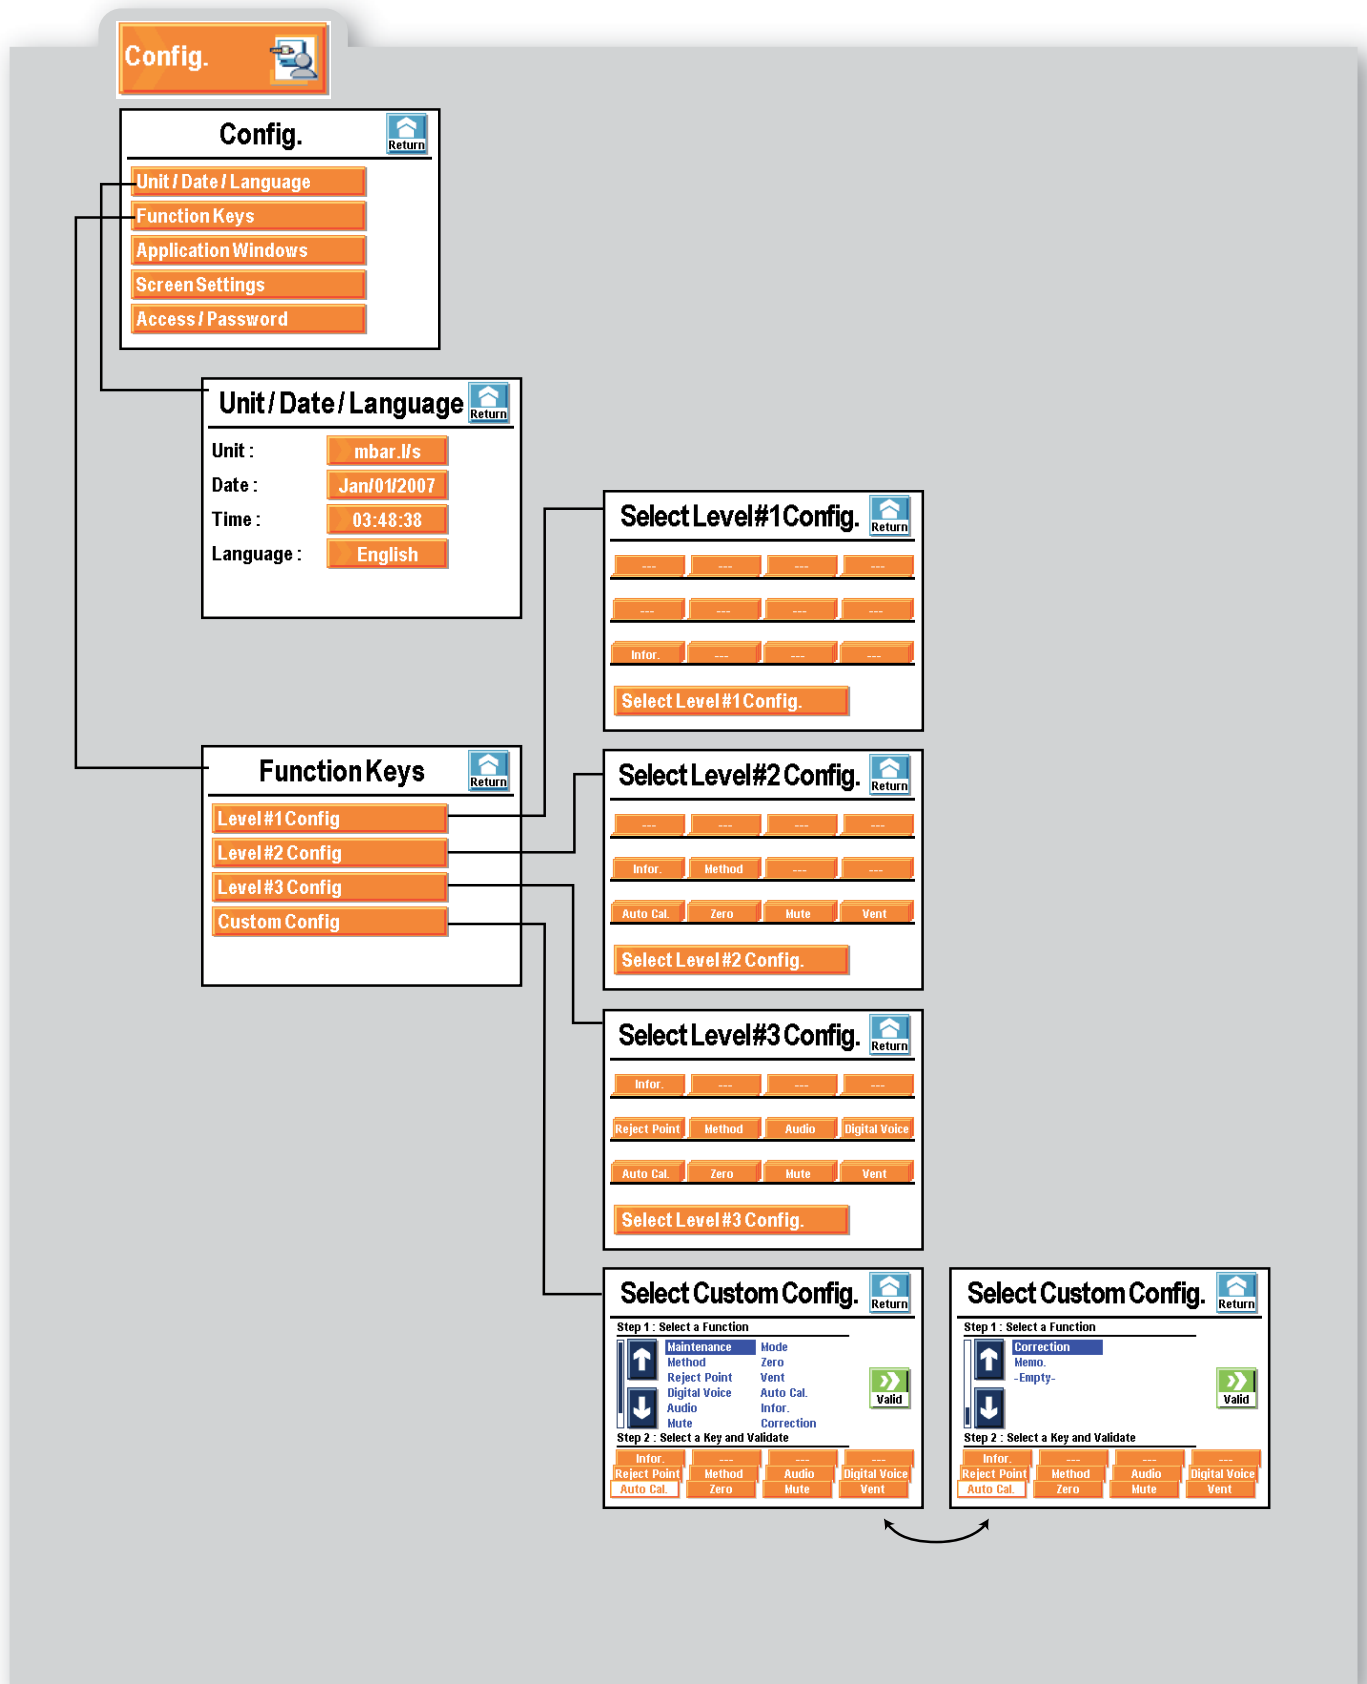 Config.
Config.
Return
Unit / Date / Language
Function Keys
Application Windows
Screen Settings
Access / Password
Unit / Date / Language
Return
Unit : mbar.l/s
Date : Jan/01/2007
Time : 03:48:38
Language : English
Select Level #1 Config.
Return
--- --- --- ---
--- --- --- ---
Infor. --- --- ---
Select Level #1 Config.
Function Keys
Return
Level #1 Config
Level #2 Config
Level #3 Config
Custom Config
Select Level #2 Config.
Return
--- --- --- ---
Infor. Method --- ---
Auto Cal. Zero Mute Vent
Select Level #2 Config.
Select Level #3 Config.
Return
Infor. --- --- ---
Reject Point Method Audio Digital Voice
Auto Cal. Zero Mute Vent
Select Level #3 Config.
Select Custom Config.
Return
Step 1 : Select a Function
Maintenance Mode
Method Zero
Reject Point Vent
Digital Voice Auto Cal.
Audio Infor.
Mute Correction
Valid
Step 2 : Select a Key and Validate
Infor. --- --- ---
Reject Point Method Audio Digital Voice
Auto Cal. Zero Mute Vent
Select Custom Config.
Return
Step 1 : Select a Function
Correction
Memo.
-Empty-
Valid
Step 2 : Select a Key and Validate
Infor. --- --- ---
Reject Point Method Audio Digital Voice
Auto Cal. Zero Mute Vent